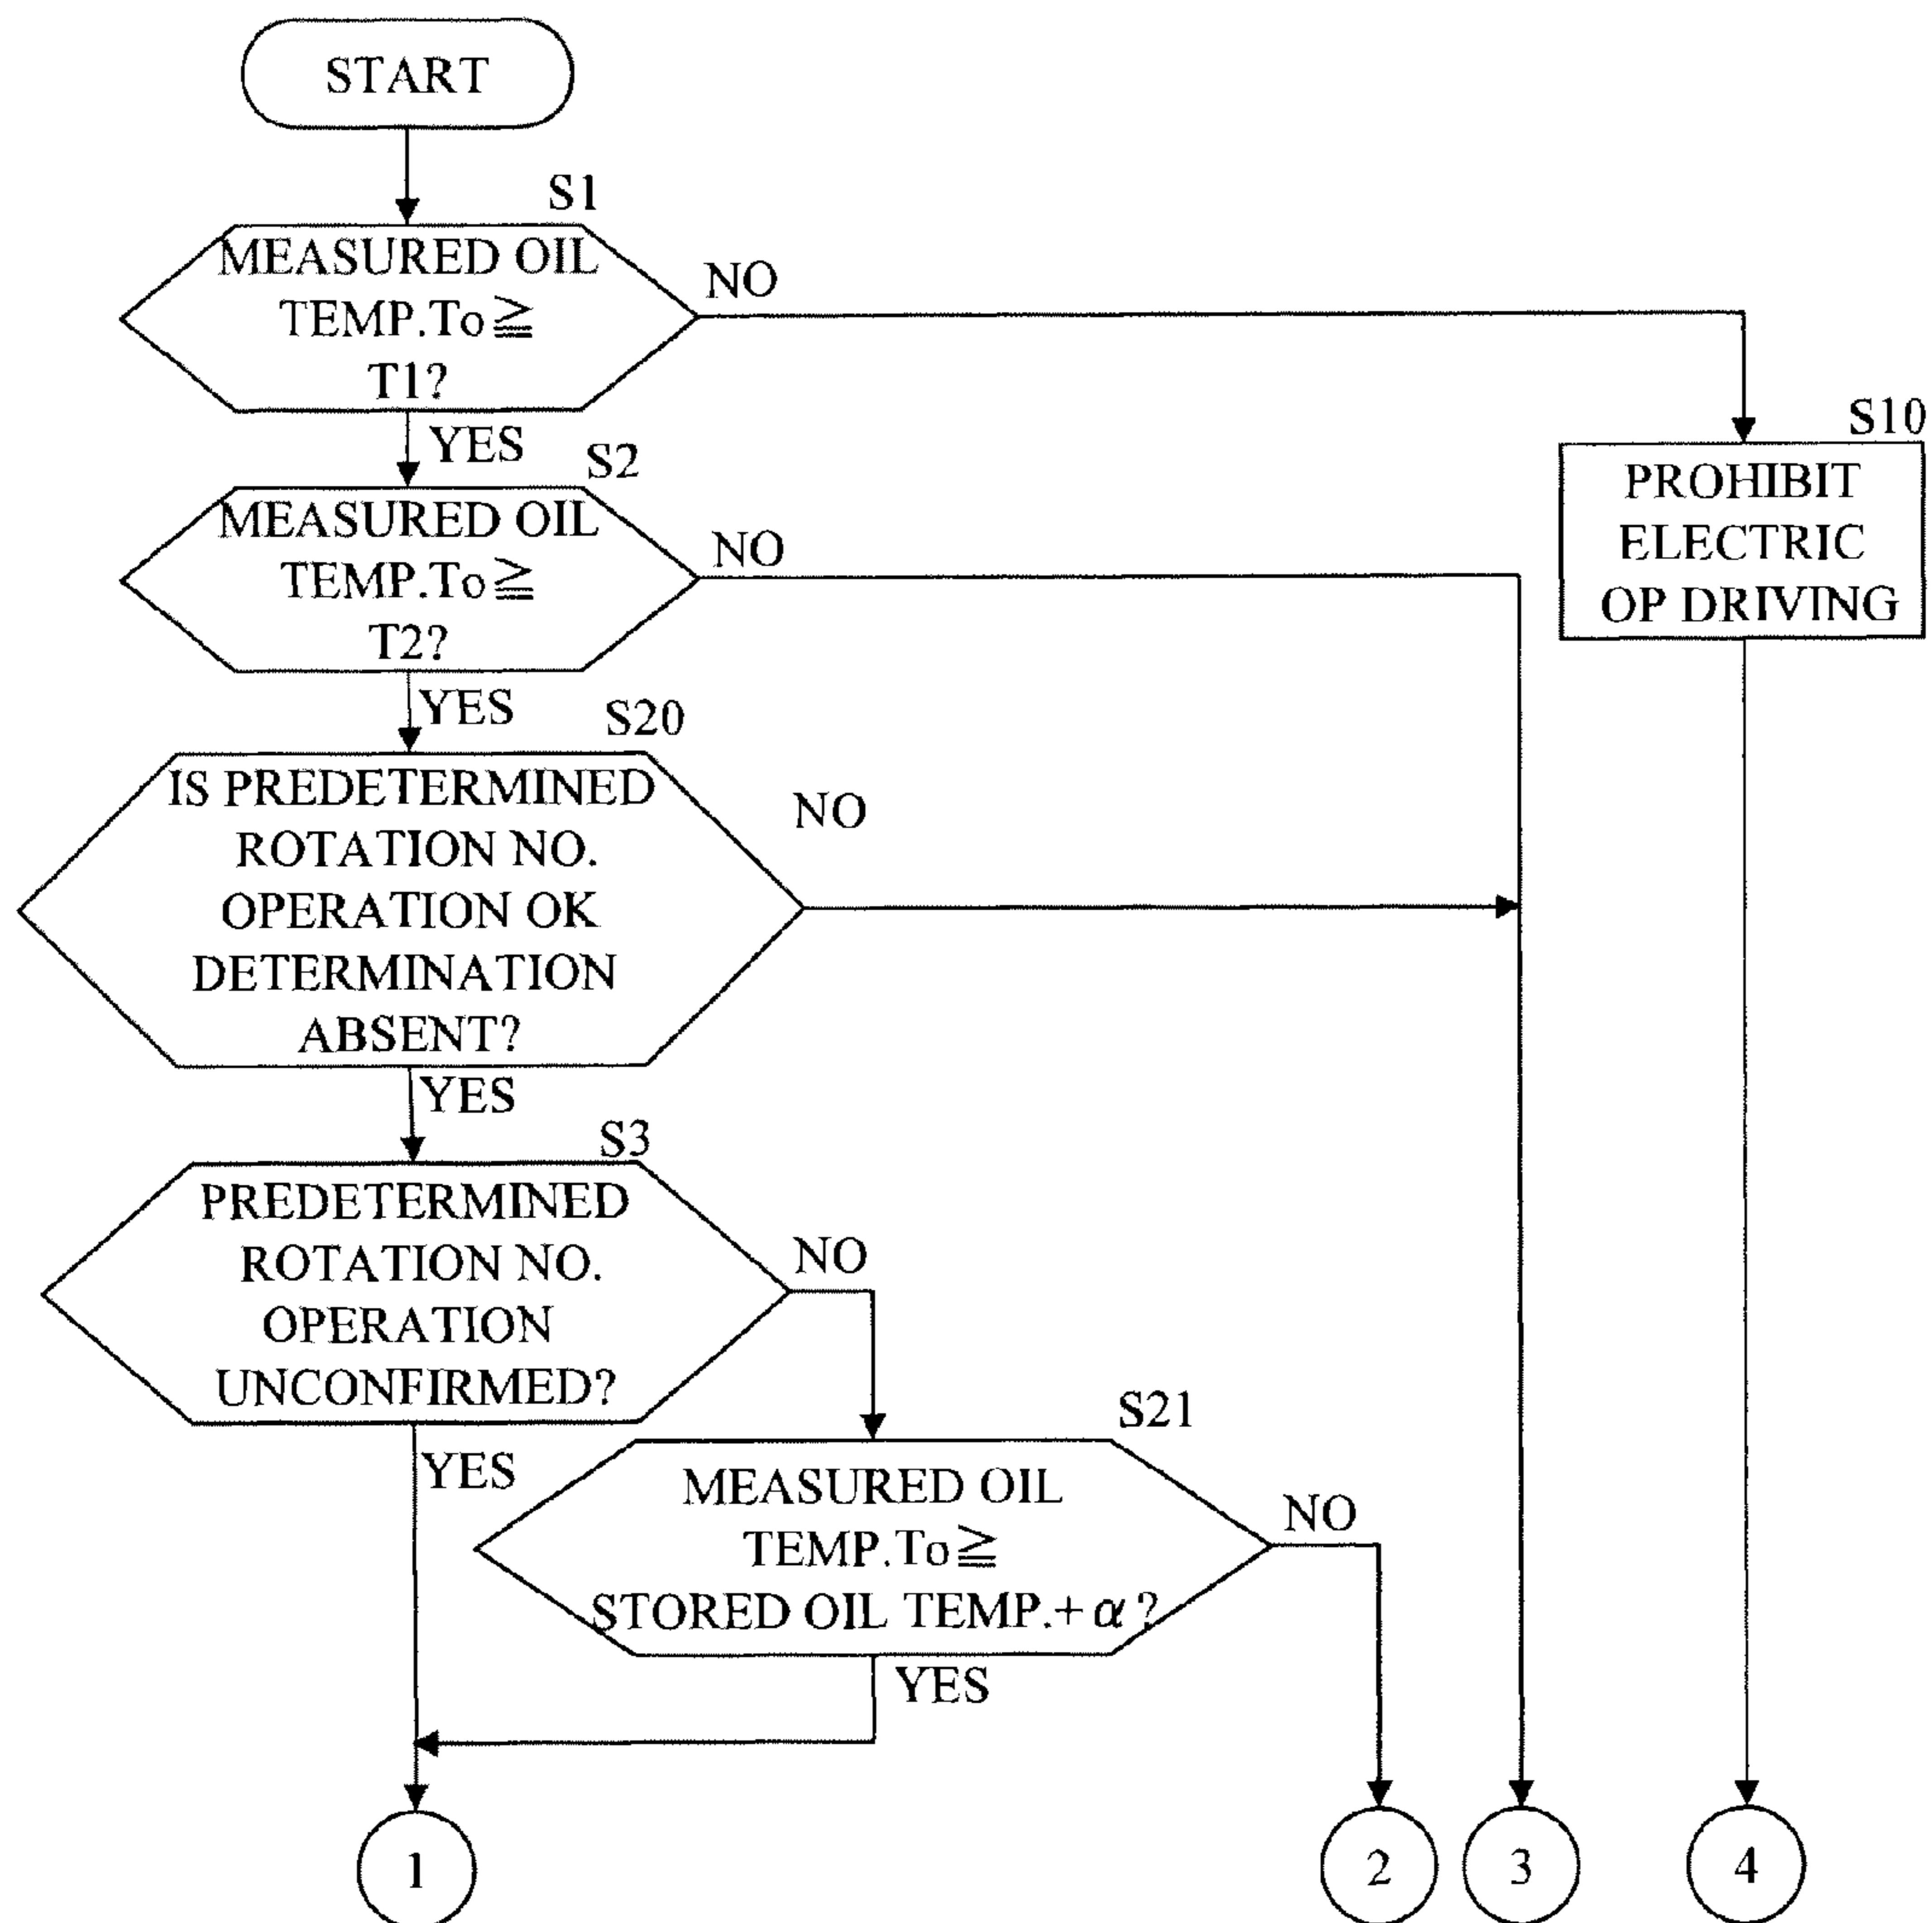 START
S1
MEASURED OIL
TEMP.To≧
T1?
NO
YES
S10
PROHIBIT
ELECTRIC
OP DRIVING
S2
MEASURED OIL
TEMP.To≧
T2?
NO
YES
S20
IS PREDETERMINED
ROTATION NO.
OPERATION OK
DETERMINATION
ABSENT?
NO
YES
S3
PREDETERMINED
ROTATION NO.
OPERATION
UNCONFIRMED?
NO
YES
S21
MEASURED OIL
TEMP.To≧
STORED OIL TEMP.+α?
NO
YES
1
2
3
4